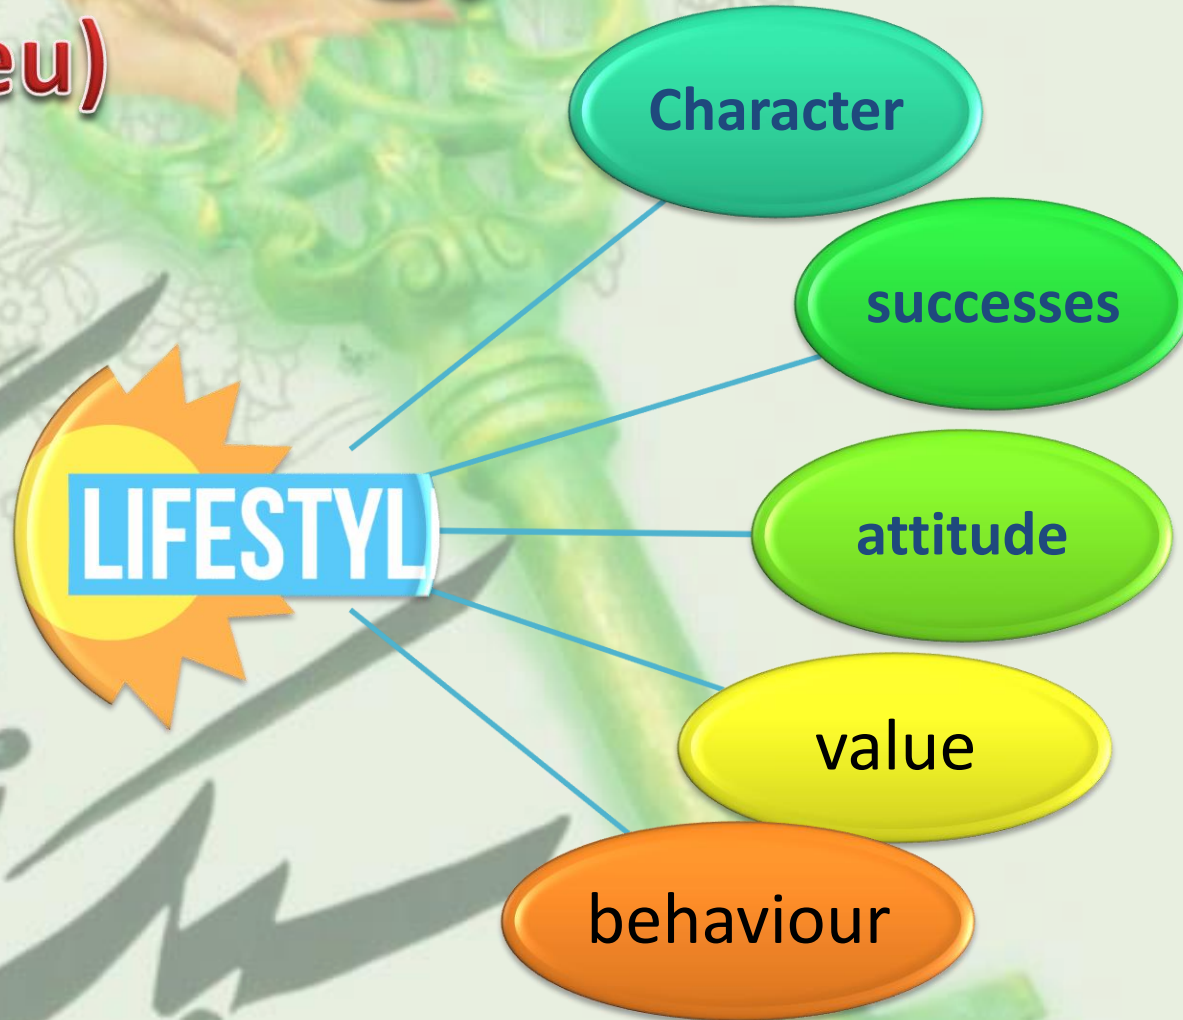 eu)
Character
successes
LIFESTYL
attitude
value
behaviour